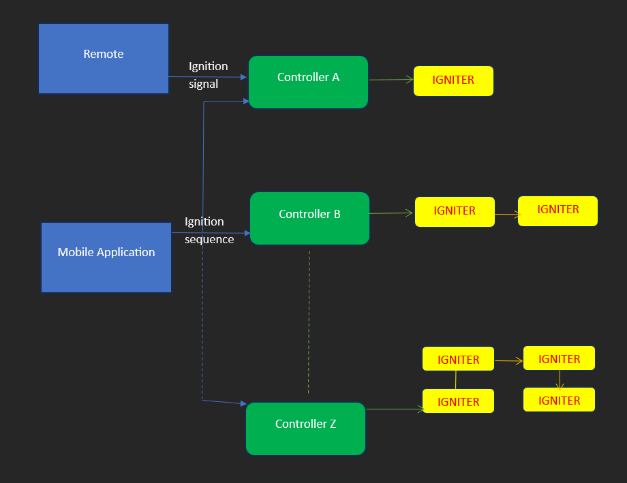 Remote
Ignition
signal
Controller A
IGNITER
Mobile Application
Ignition
sequence
Controller B
IGNITER
IGNITER
IGNITER
IGNITER
IGNITER
IGNITER
Controller Z